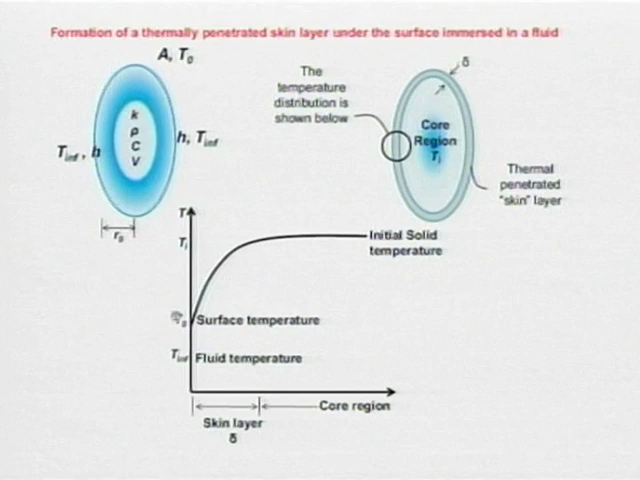 Formation of a thermally penetrated skin layer under the surface immersed in a fluid
A, T₀
k
ρ
C
V
T_inf , h
h, T_inf
r₀
The
temperature
distribution is
shown below
δ
Core
Region
T_i
Thermal
penetrated
"skin" layer
T
T_i
Initial Solid
temperature
Surface temperature
T_inf Fluid temperature
Core region
Skin layer
δ